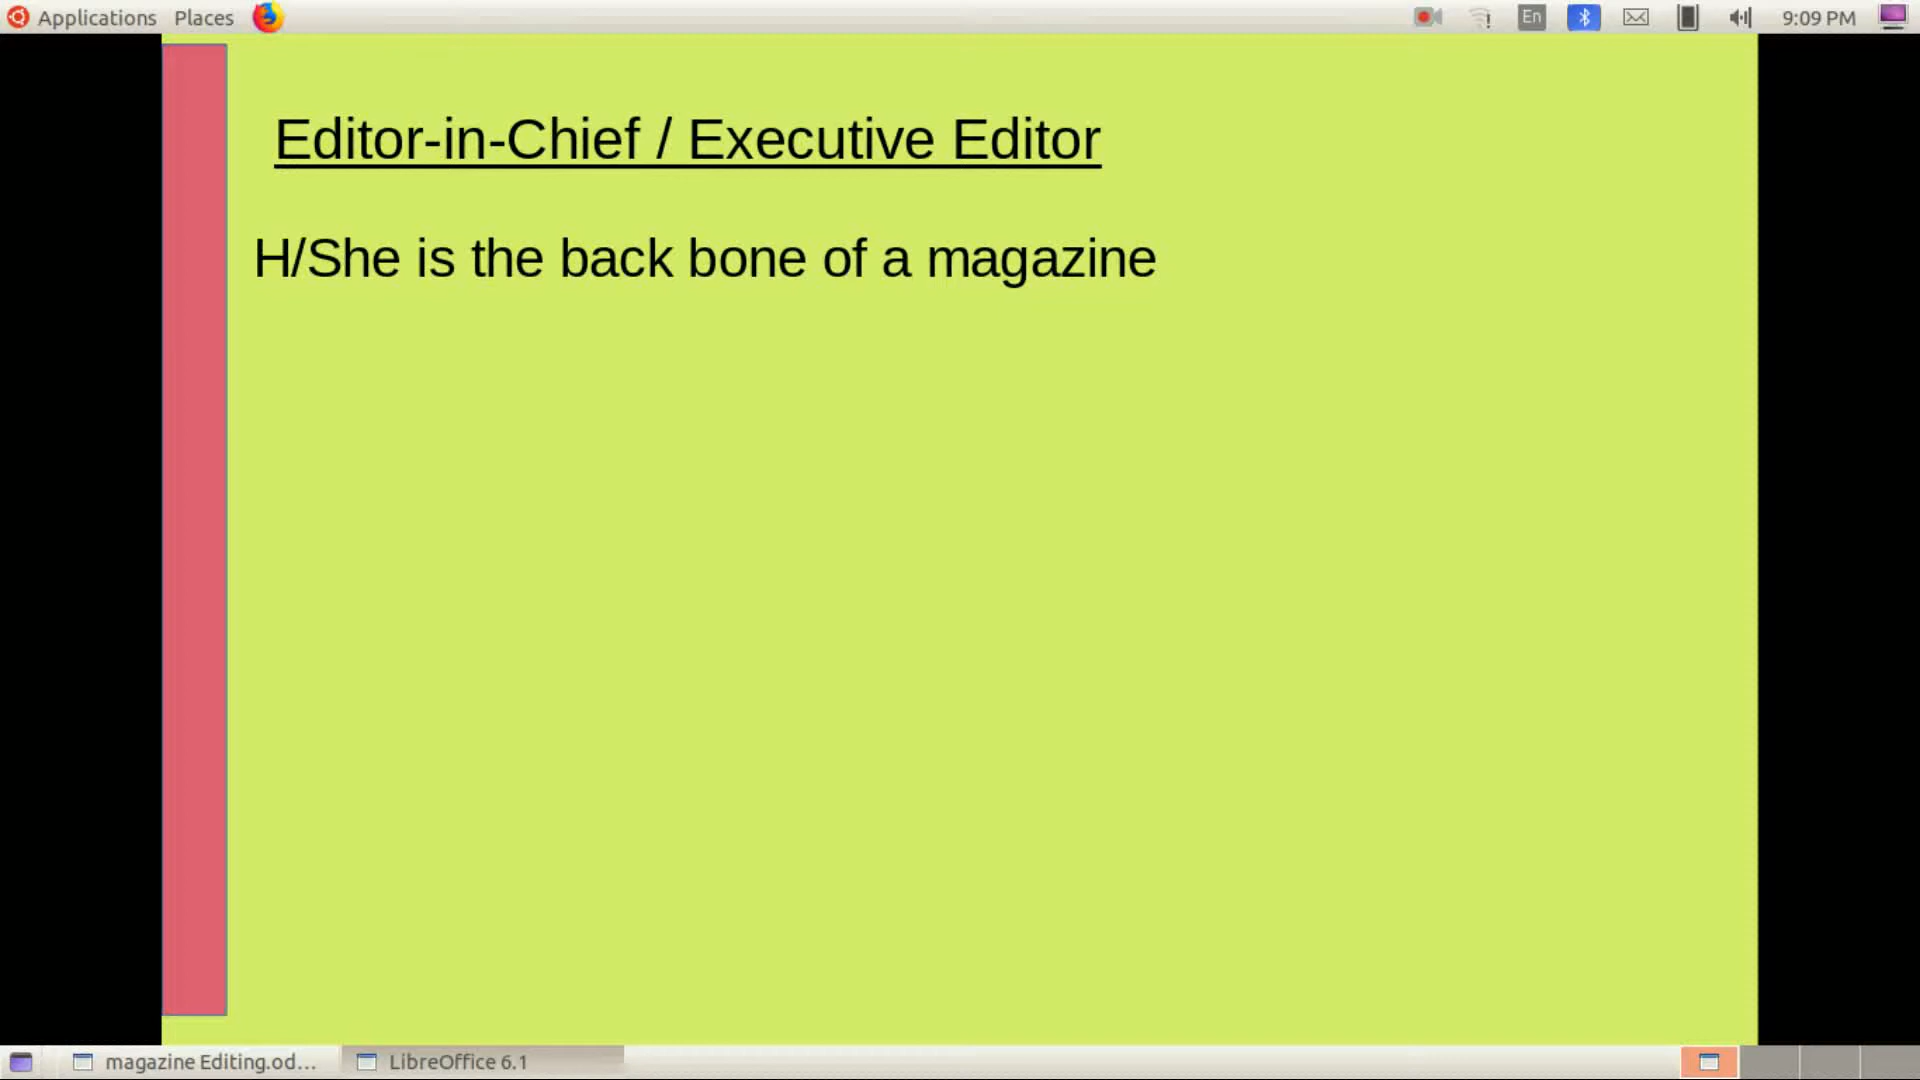 Applications Places
En
9:09 PM
Editor-in-Chief / Executive Editor
H/She is the back bone of a magazine
magazine Editing.od...
LibreOffice 6.1